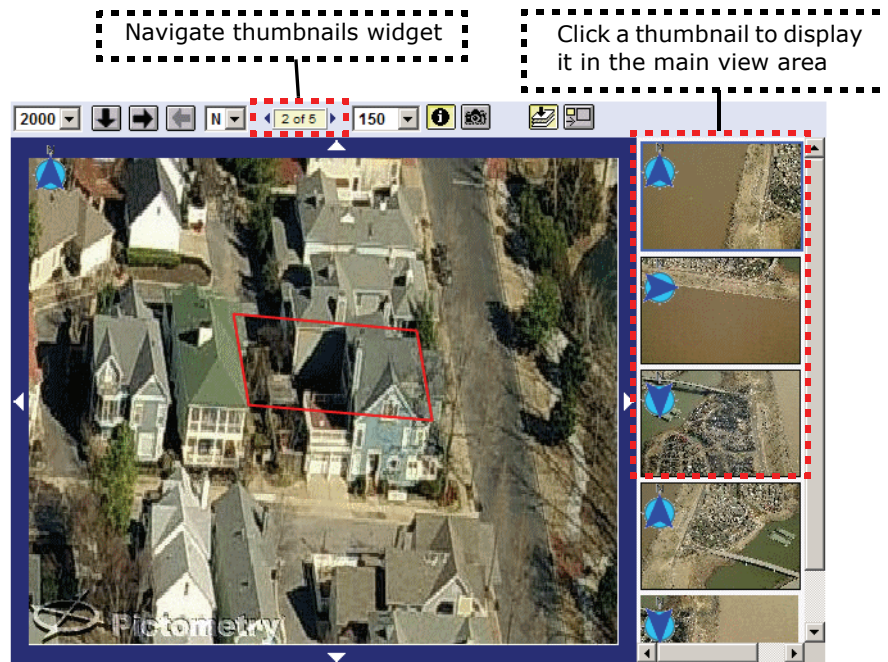 Navigate thumbnails widget
Click a thumbnail to display
it in the main view area
2000
N
2 of 5
150
i
Pictometry